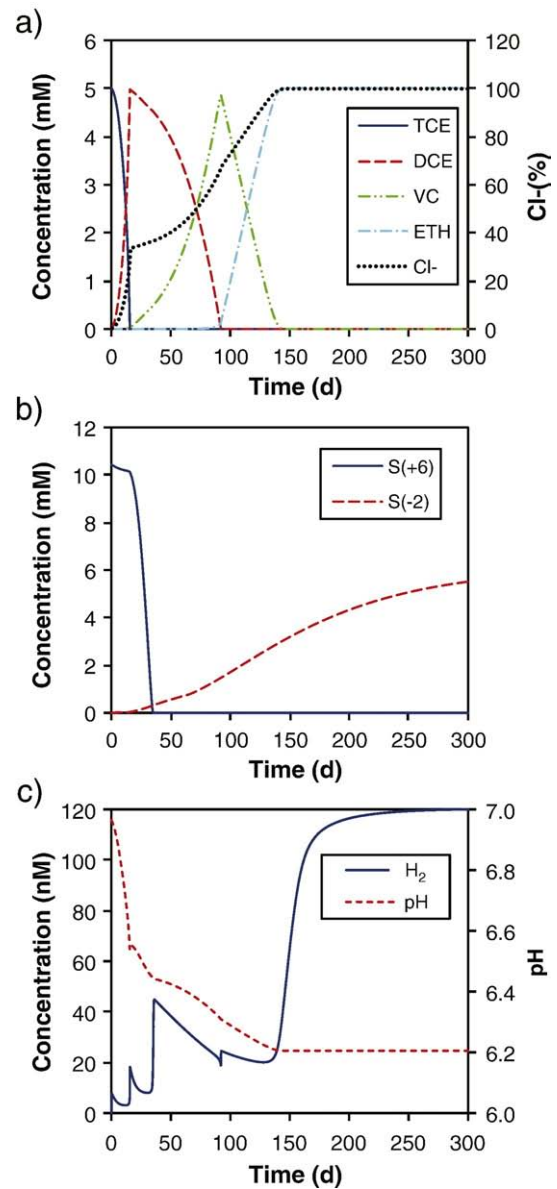 a)
6
5
4
3
2
1
0
Concentration (mM)
120
100
80
60
40
20
0
Cl-(%)
TCE
DCE
VC
ETH
Cl-
0 50 100 150 200 250 300
Time (d)
b)
12
10
8
6
4
2
0
Concentration (mM)
S(+6)
S(-2)
0 50 100 150 200 250 300
Time (d)
c)
120
100
80
60
40
20
0
Concentration (nM)
7.0
6.8
6.6
6.4
6.2
6.0
pH
H₂
pH
0 50 100 150 200 250 300
Time (d)